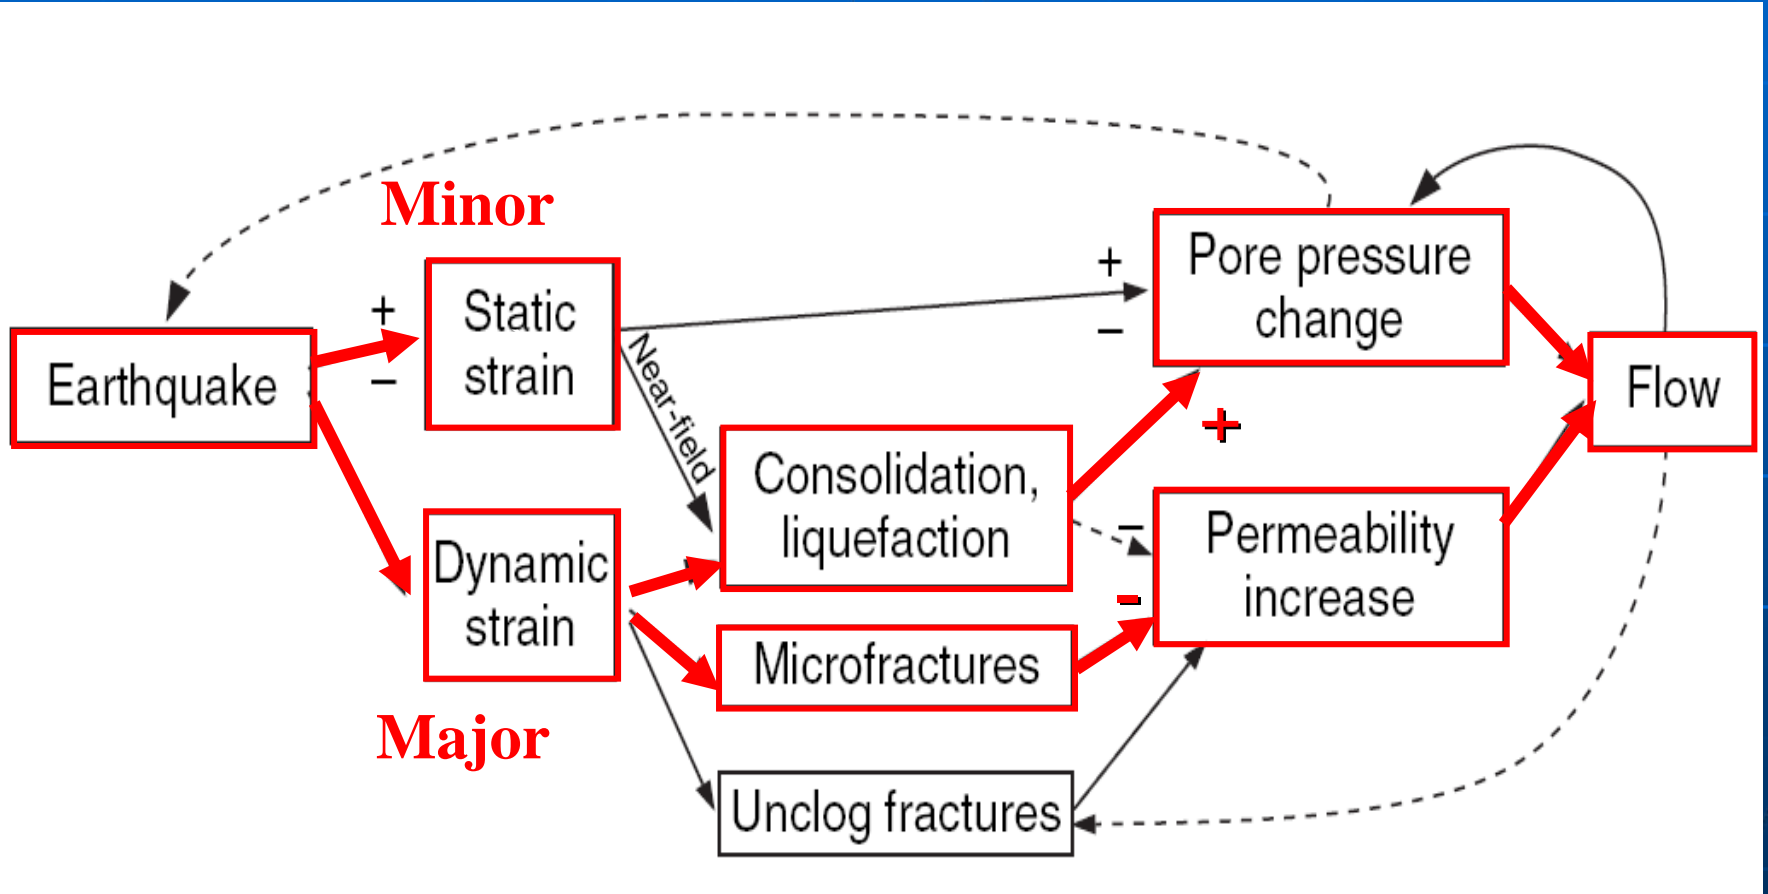 Minor
+
−
Earthquake
Static
strain
Near-field
+
−
Pore pressure
change
Flow
+
Consolidation,
liquefaction
−
-
Permeability
increase
Dynamic
strain
Microfractures
Major
Unclog fractures